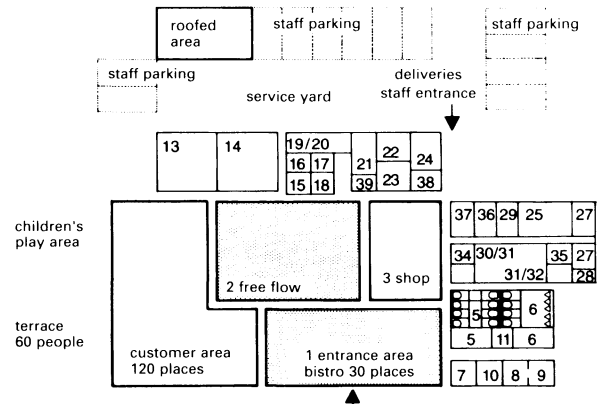 roofed
area
staff parking
staff parking
staff parking
deliveries
staff entrance
service yard
13
14
19/20
16 17
15 18
21
39
22
23
24
38
children's
play area
37 36 29 25 27
34 30/31 35 27
31/32 28
2 free flow
3 shop
terrace
60 people
customer area
120 places
1 entrance area
bistro 30 places
5 6
5 11 6
7 10 8 9